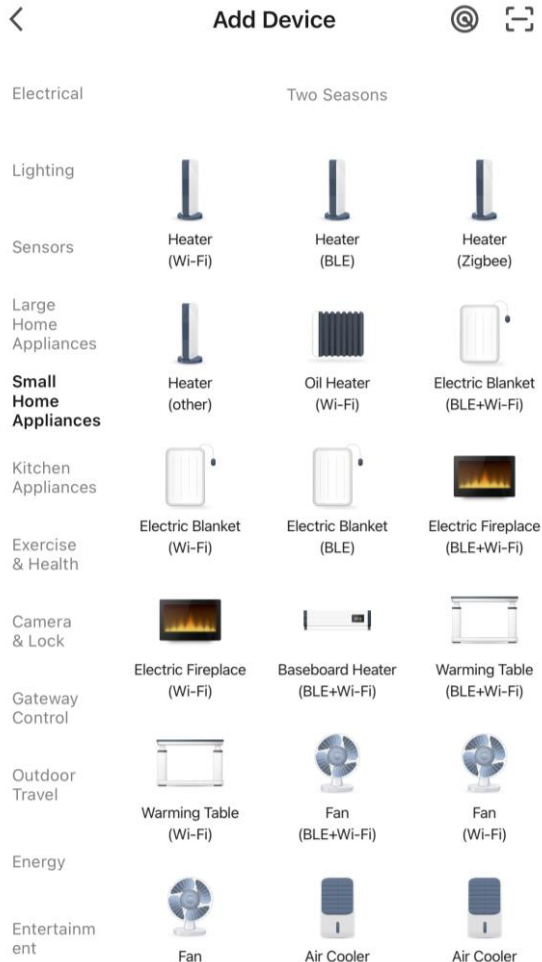 Add Device
Electrical
Lighting
Sensors
Large
Home
Appliances
Small
Home
Appliances
Kitchen
Appliances
Exercise
& Health
Camera
& Lock
Gateway
Control
Outdoor
Travel
Energy
Entertainm
ent
Two Seasons
Heater
(Wi-Fi)
Heater
(BLE)
Heater
(Zigbee)
Heater
(other)
Oil Heater
(Wi-Fi)
Electric Blanket
(BLE+Wi-Fi)
Electric Blanket
(Wi-Fi)
Electric Blanket
(BLE)
Electric Fireplace
(BLE+Wi-Fi)
Electric Fireplace
(Wi-Fi)
Baseboard Heater
(BLE+Wi-Fi)
Warming Table
(BLE+Wi-Fi)
Warming Table
(Wi-Fi)
Fan
(BLE+Wi-Fi)
Fan
(Wi-Fi)
Fan
Air Cooler
Air Cooler